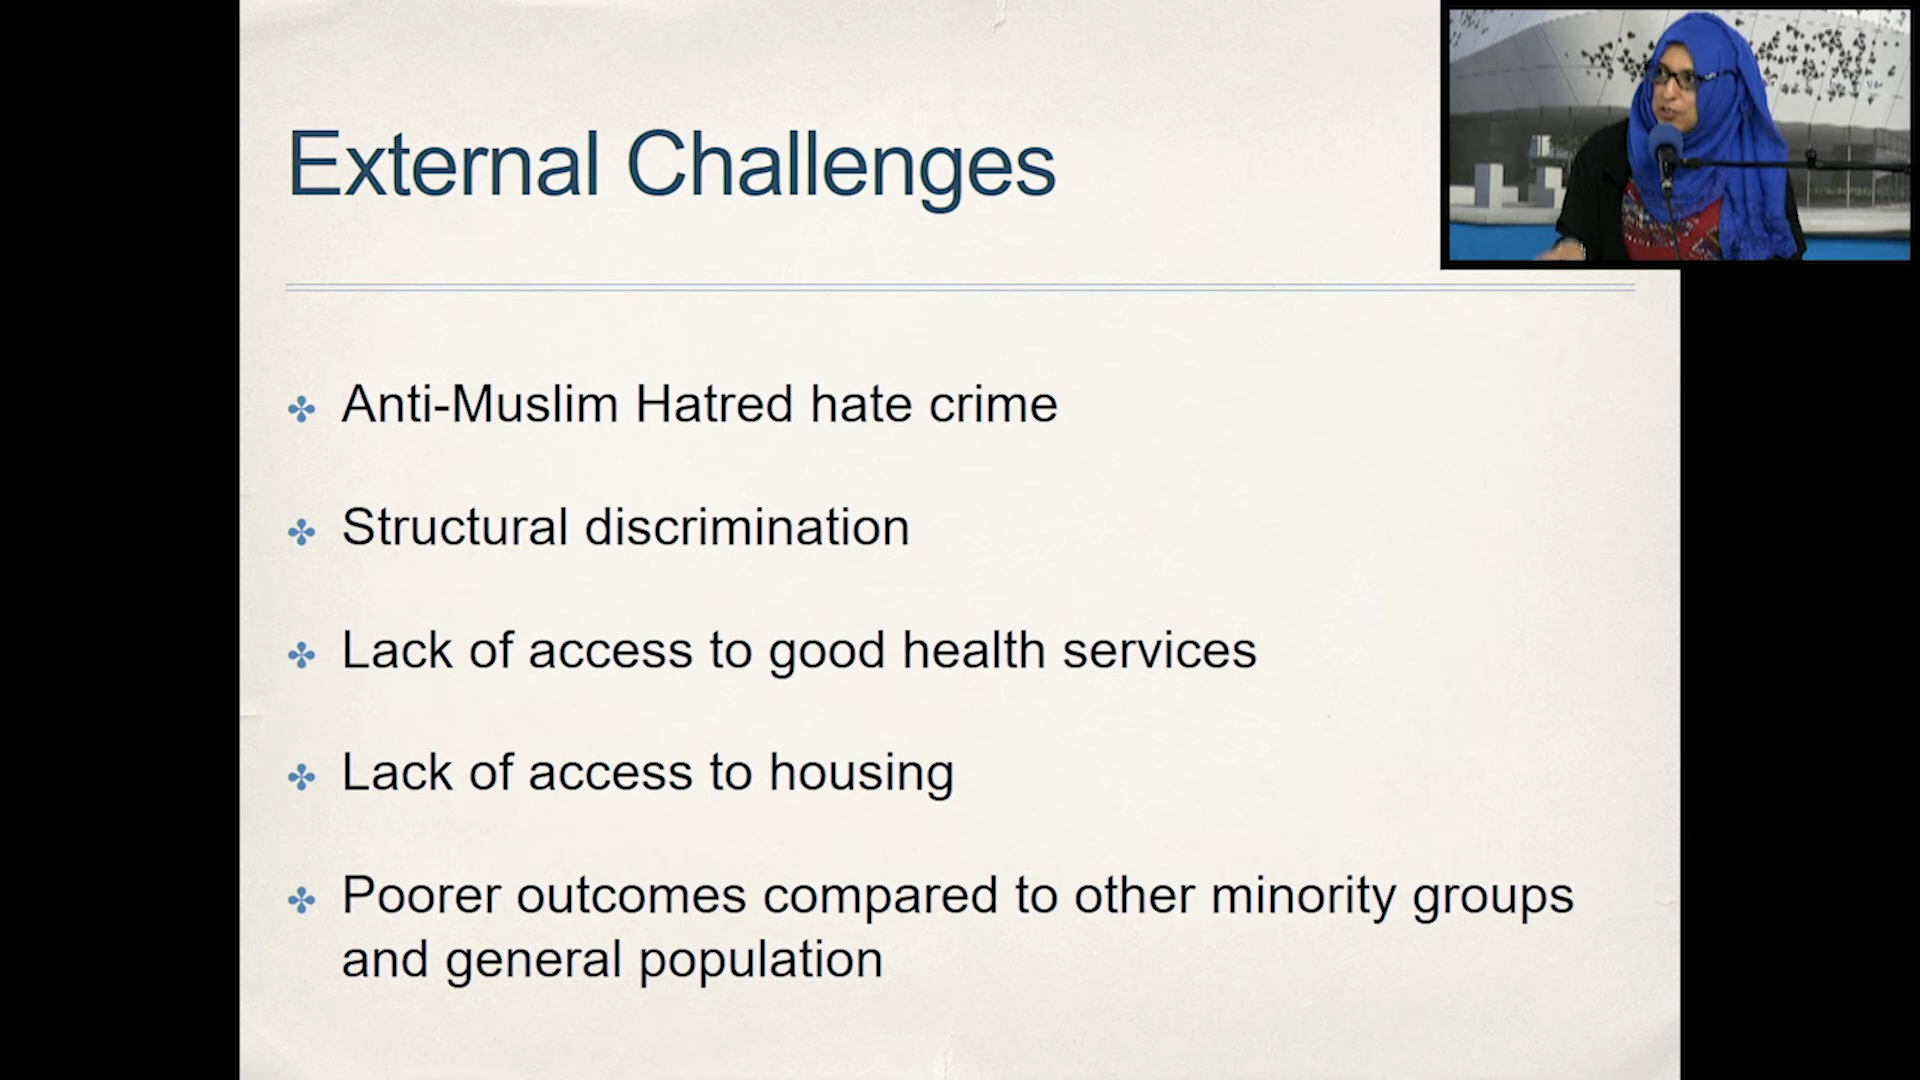 External Challenges
Anti-Muslim Hatred hate crime
Structural discrimination
Lack of access to good health services
Lack of access to housing
Poorer outcomes compared to other minority groups
and general population